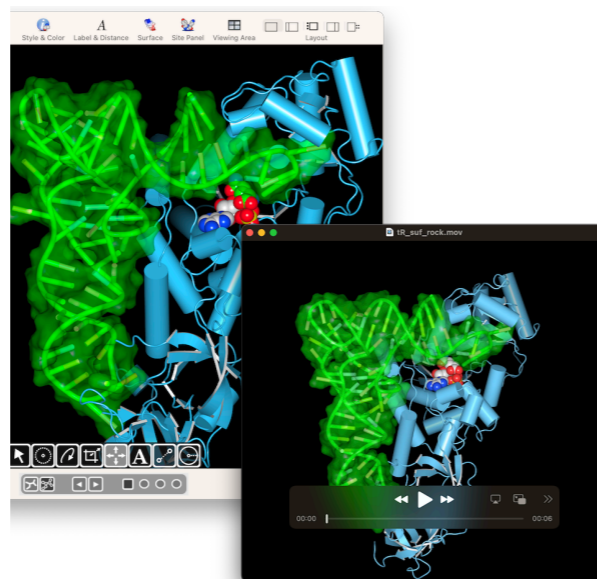 A
Style & Color Label & Distance Surface Site Panel Viewing Area Layout
tR_suf_rock.mov
A
00:00 00:06